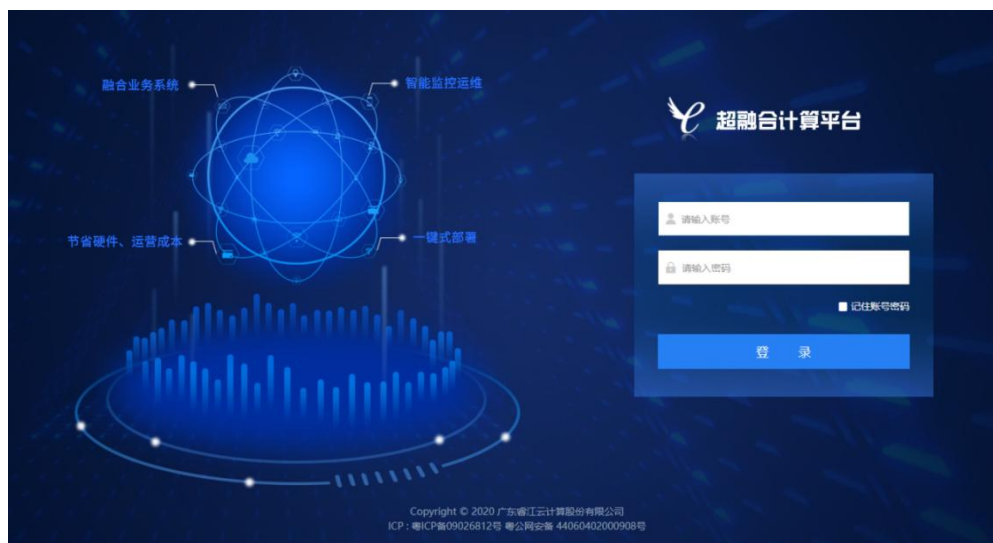 融合业务系统
智能监控运维
超融合计算平台
请输入账号
节省硬件、运营成本
一键式部署
请输入密码
记住账号密码
登 录
Copyright © 2020 广东睿江云计算股份有限公司
ICP : 粤ICP备09026812号 粤公网安备 44060402000908号